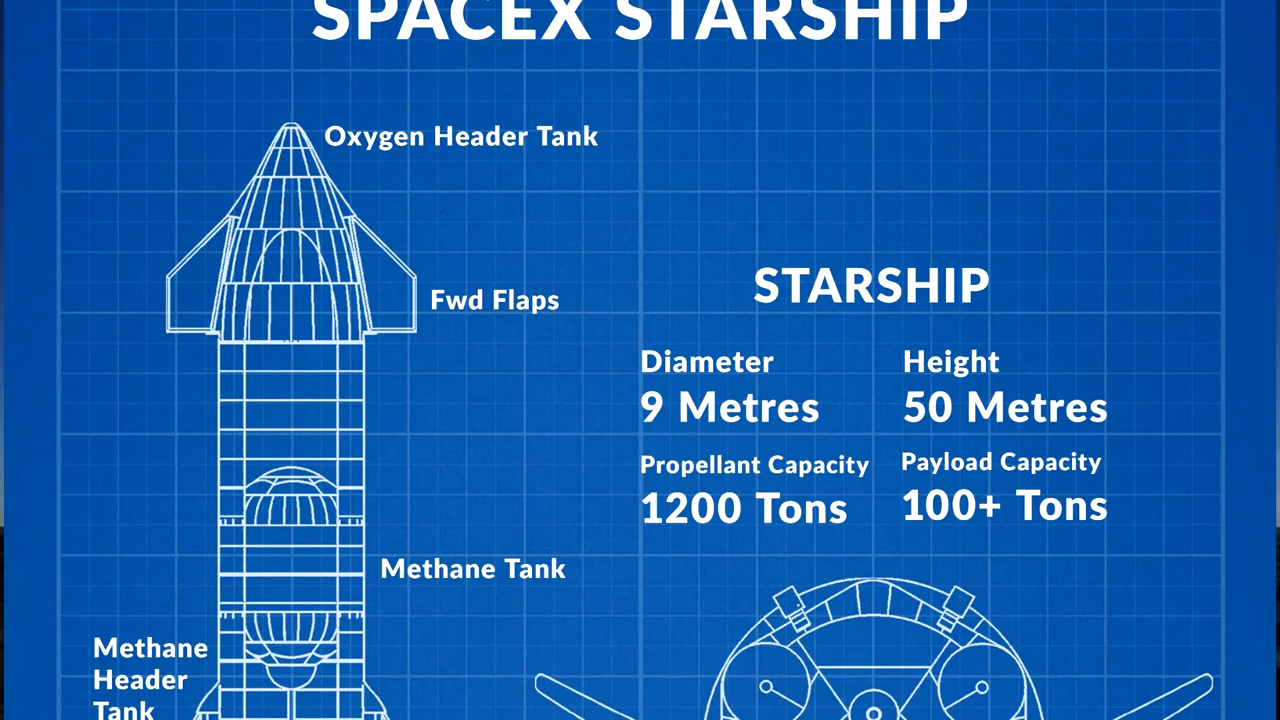 SPACEX STARSHIP
Oxygen Header Tank
Fwd Flaps
STARSHIP
Diameter
9 Metres
Height
50 Metres
Propellant Capacity
1200 Tons
Payload Capacity
100+ Tons
Methane Tank
Methane
Header
Tank